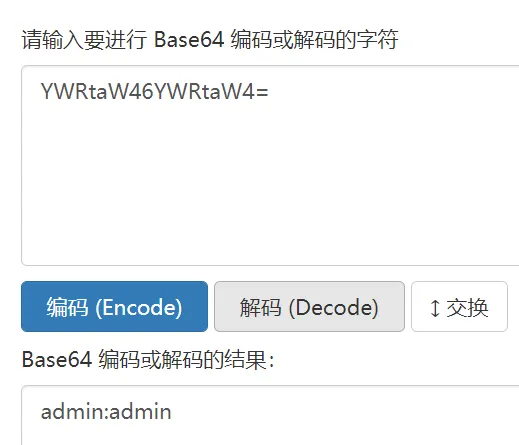 请输入要进行 Base64 编码或解码的字符
YWRtaW46YWRtaW4=
编码 (Encode) 解码 (Decode) ↕ 交换
Base64 编码或解码的结果：
admin:admin